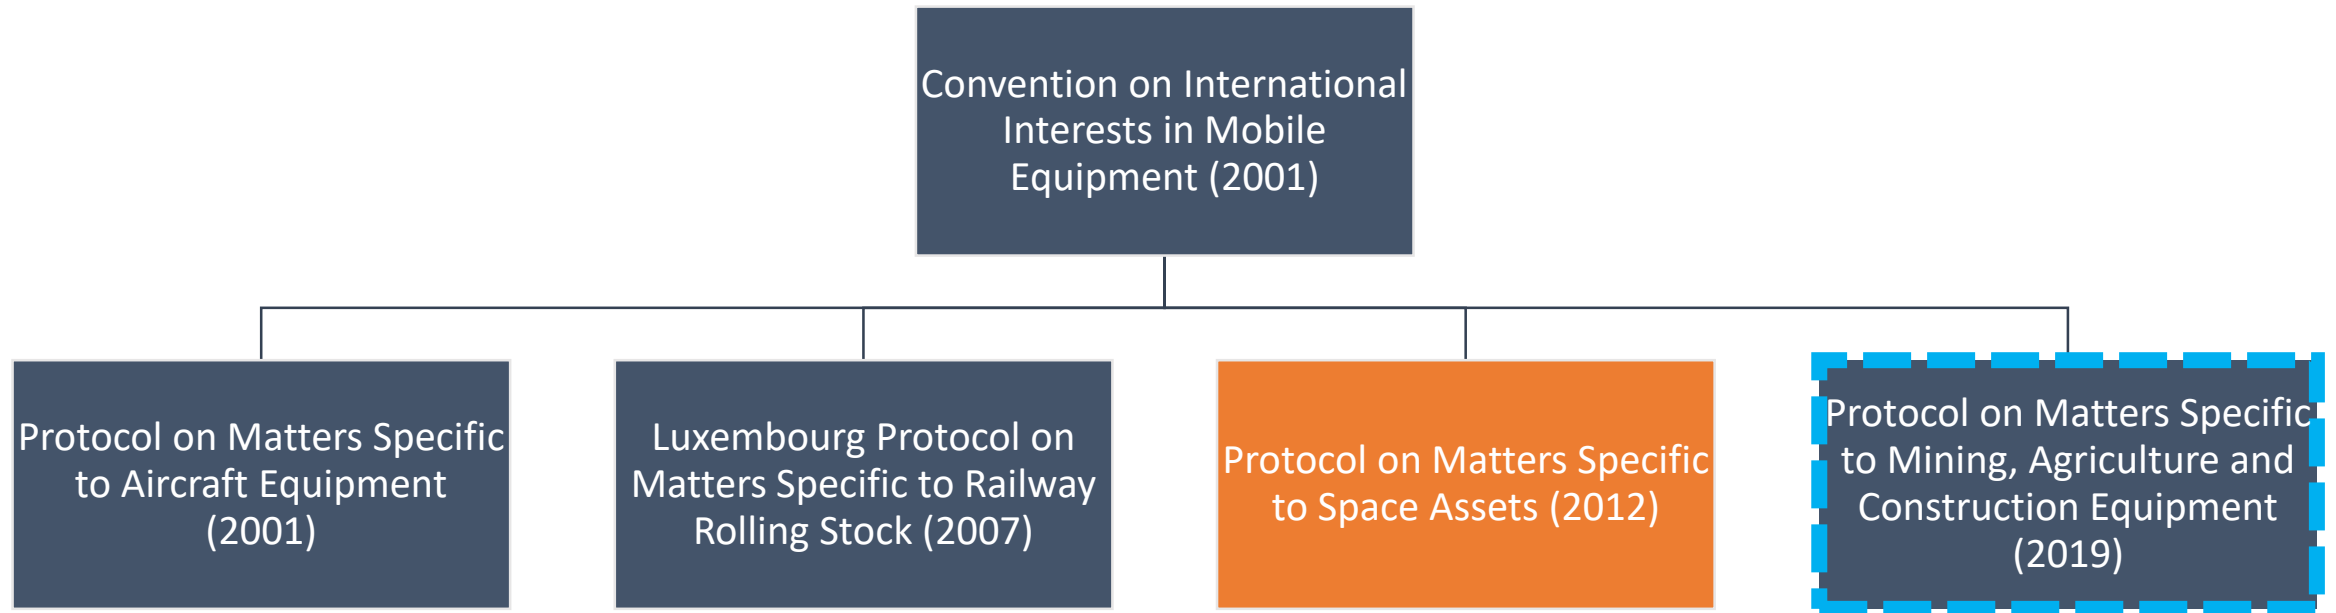 Convention on International
Interests in Mobile
Equipment (2001)
Protocol on Matters Specific
to Aircraft Equipment
(2001)
Luxembourg Protocol on
Matters Specific to Railway
Rolling Stock (2007)
Protocol on Matters Specific
to Space Assets (2012)
Protocol on Matters Specific
to Mining, Agriculture and
Construction Equipment
(2019)